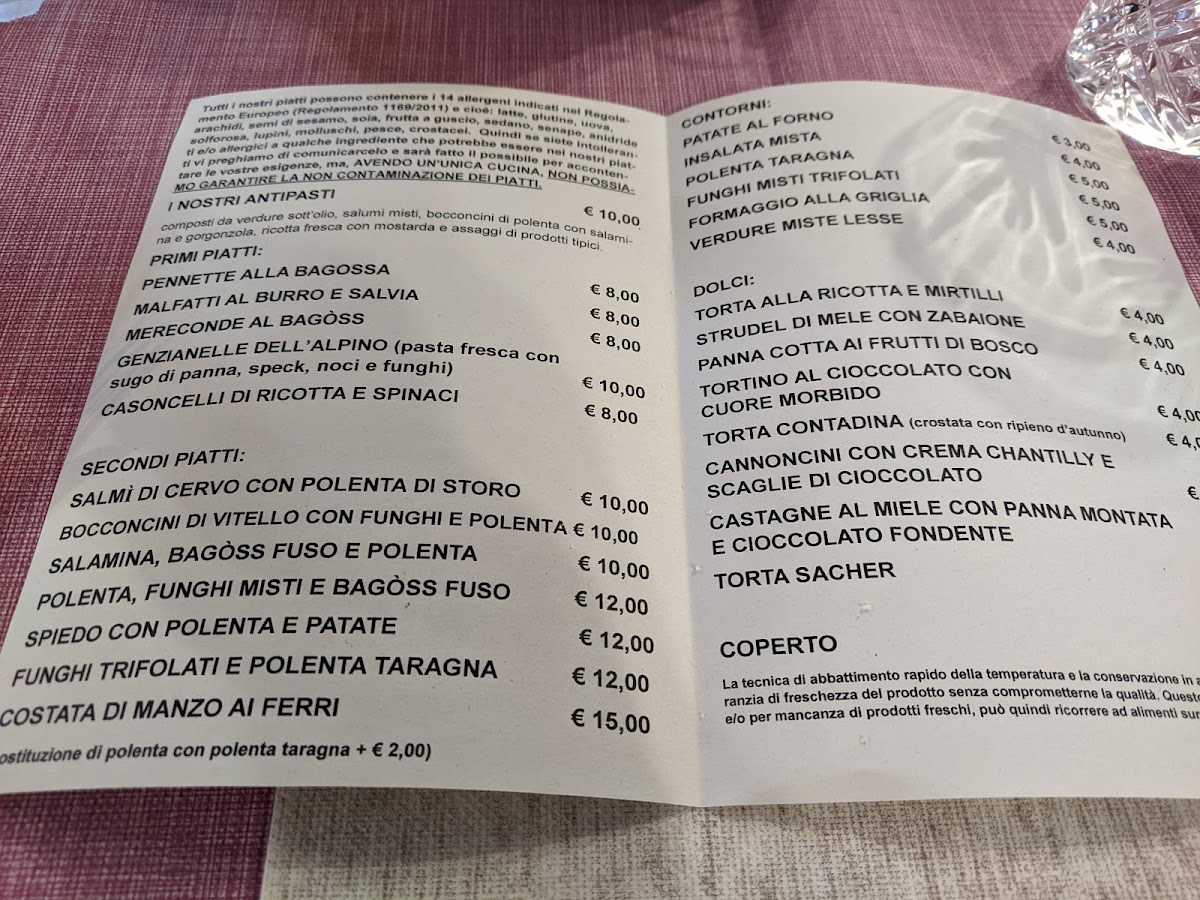 Tutti i nostri piatti possono contenere i 14 allergeni indicati nel Regola-
mento Europeo (Regolamento 1169/2011) e cioè: latte, glutine, uova,
arachidi, semi di sesamo, soia, frutta a guscio, sedano, senape, anidride
solforosa, lupini, molluschi, pesce, crostacei. Quindi se siete intolleran-
ti e/o allergici a qualche ingrediente che potrebbe essere nei nostri piat-
ti vi preghiamo di comunicarcelo e sarà fatto il possibile per acconten-
tare le vostre esigenze, ma, AVENDO UN'UNICA CUCINA, NON POSSIA-
MO GARANTIRE LA NON CONTAMINAZIONE DEI PIATTI.
I NOSTRI ANTIPASTI € 10,00
composti da verdure sott'olio, salumi misti, bocconcini di polenta con salami-
na e gorgonzola, ricotta fresca con mostarda e assaggi di prodotti tipici.
PRIMI PIATTI:
PENNETTE ALLA BAGOSSA € 8,00
MALFATTI AL BURRO E SALVIA € 8,00
MERECONDE AL BAGÒSS € 8,00
GENZIANELLE DELL'ALPINO (pasta fresca con
sugo di panna, speck, noci e funghi) € 10,00
CASONCELLI DI RICOTTA E SPINACI € 8,00
SECONDI PIATTI:
SALMÌ DI CERVO CON POLENTA DI STORO € 10,00
BOCCONCINI DI VITELLO CON FUNGHI E POLENTA € 10,00
SALAMINA, BAGÒSS FUSO E POLENTA € 10,00
POLENTA, FUNGHI MISTI E BAGÒSS FUSO € 12,00
SPIEDO CON POLENTA E PATATE € 12,00
FUNGHI TRIFOLATI E POLENTA TARAGNA € 12,00
COSTATA DI MANZO AI FERRI € 15,00
ostituzione di polenta con polenta taragna + € 2,00)
CONTORNI:
PATATE AL FORNO € 3,00
INSALATA MISTA € 4,00
POLENTA TARAGNA € 5,00
FUNGHI MISTI TRIFOLATI € 5,00
FORMAGGIO ALLA GRIGLIA € 5,00
VERDURE MISTE LESSE € 4,00
DOLCI:
TORTA ALLA RICOTTA E MIRTILLI € 4,00
STRUDEL DI MELE CON ZABAIONE € 4,00
PANNA COTTA AI FRUTTI DI BOSCO € 4,00
TORTINO AL CIOCCOLATO CON
CUORE MORBIDO € 4,00
TORTA CONTADINA (crostata con ripieno d'autunno) € 4,0
CANNONCINI CON CREMA CHANTILLY E
SCAGLIE DI CIOCCOLATO €
CASTAGNE AL MIELE CON PANNA MONTATA
E CIOCCOLATO FONDENTE
TORTA SACHER
COPERTO
La tecnica di abbattimento rapido della temperatura e la conservazione in a
ranzia di freschezza del prodotto senza comprometterne la qualità. Questo
e/o per mancanza di prodotti freschi, può quindi ricorrere ad alimenti sur